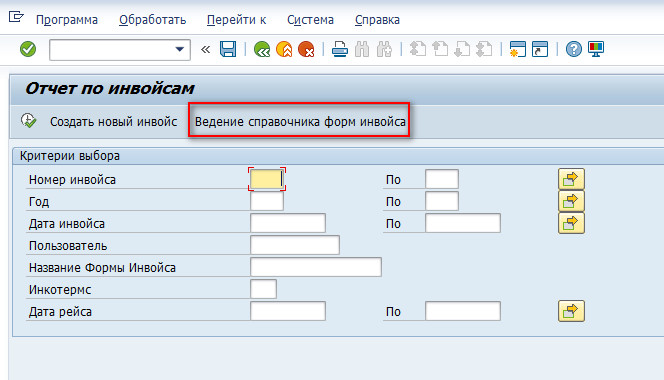 Программа Обработать Перейти к Система Справка
Отчет по инвойсам
Создать новый инвойс Ведение справочника форм инвойса
Критерии выбора
Номер инвойса По
Год По
Дата инвойса По
Пользователь
Название Формы Инвойса
Инкотермс
Дата рейса По